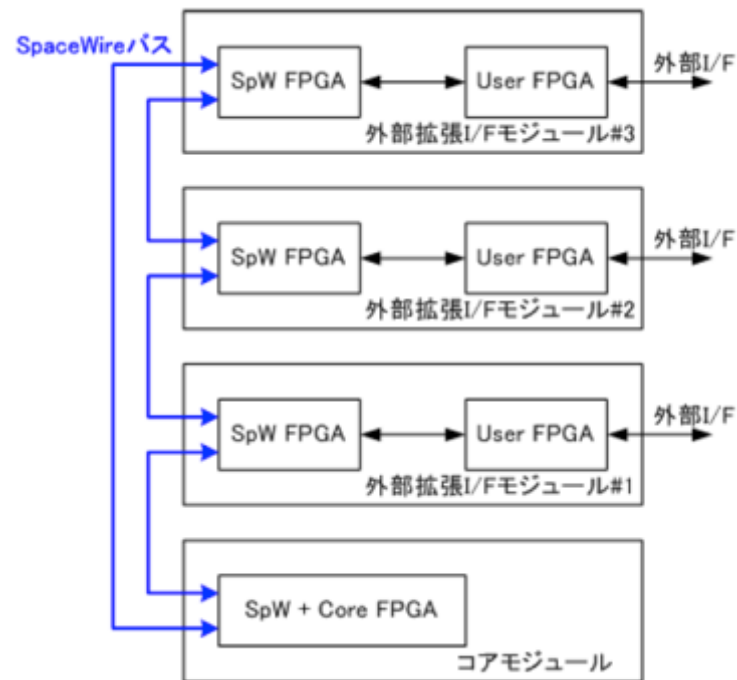 SpaceWireバス
SpW FPGA
User FPGA
外部I/F
外部拡張I/Fモジュール#3
SpW FPGA
User FPGA
外部I/F
外部拡張I/Fモジュール#2
SpW FPGA
User FPGA
外部I/F
外部拡張I/Fモジュール#1
SpW + Core FPGA
コアモジュール